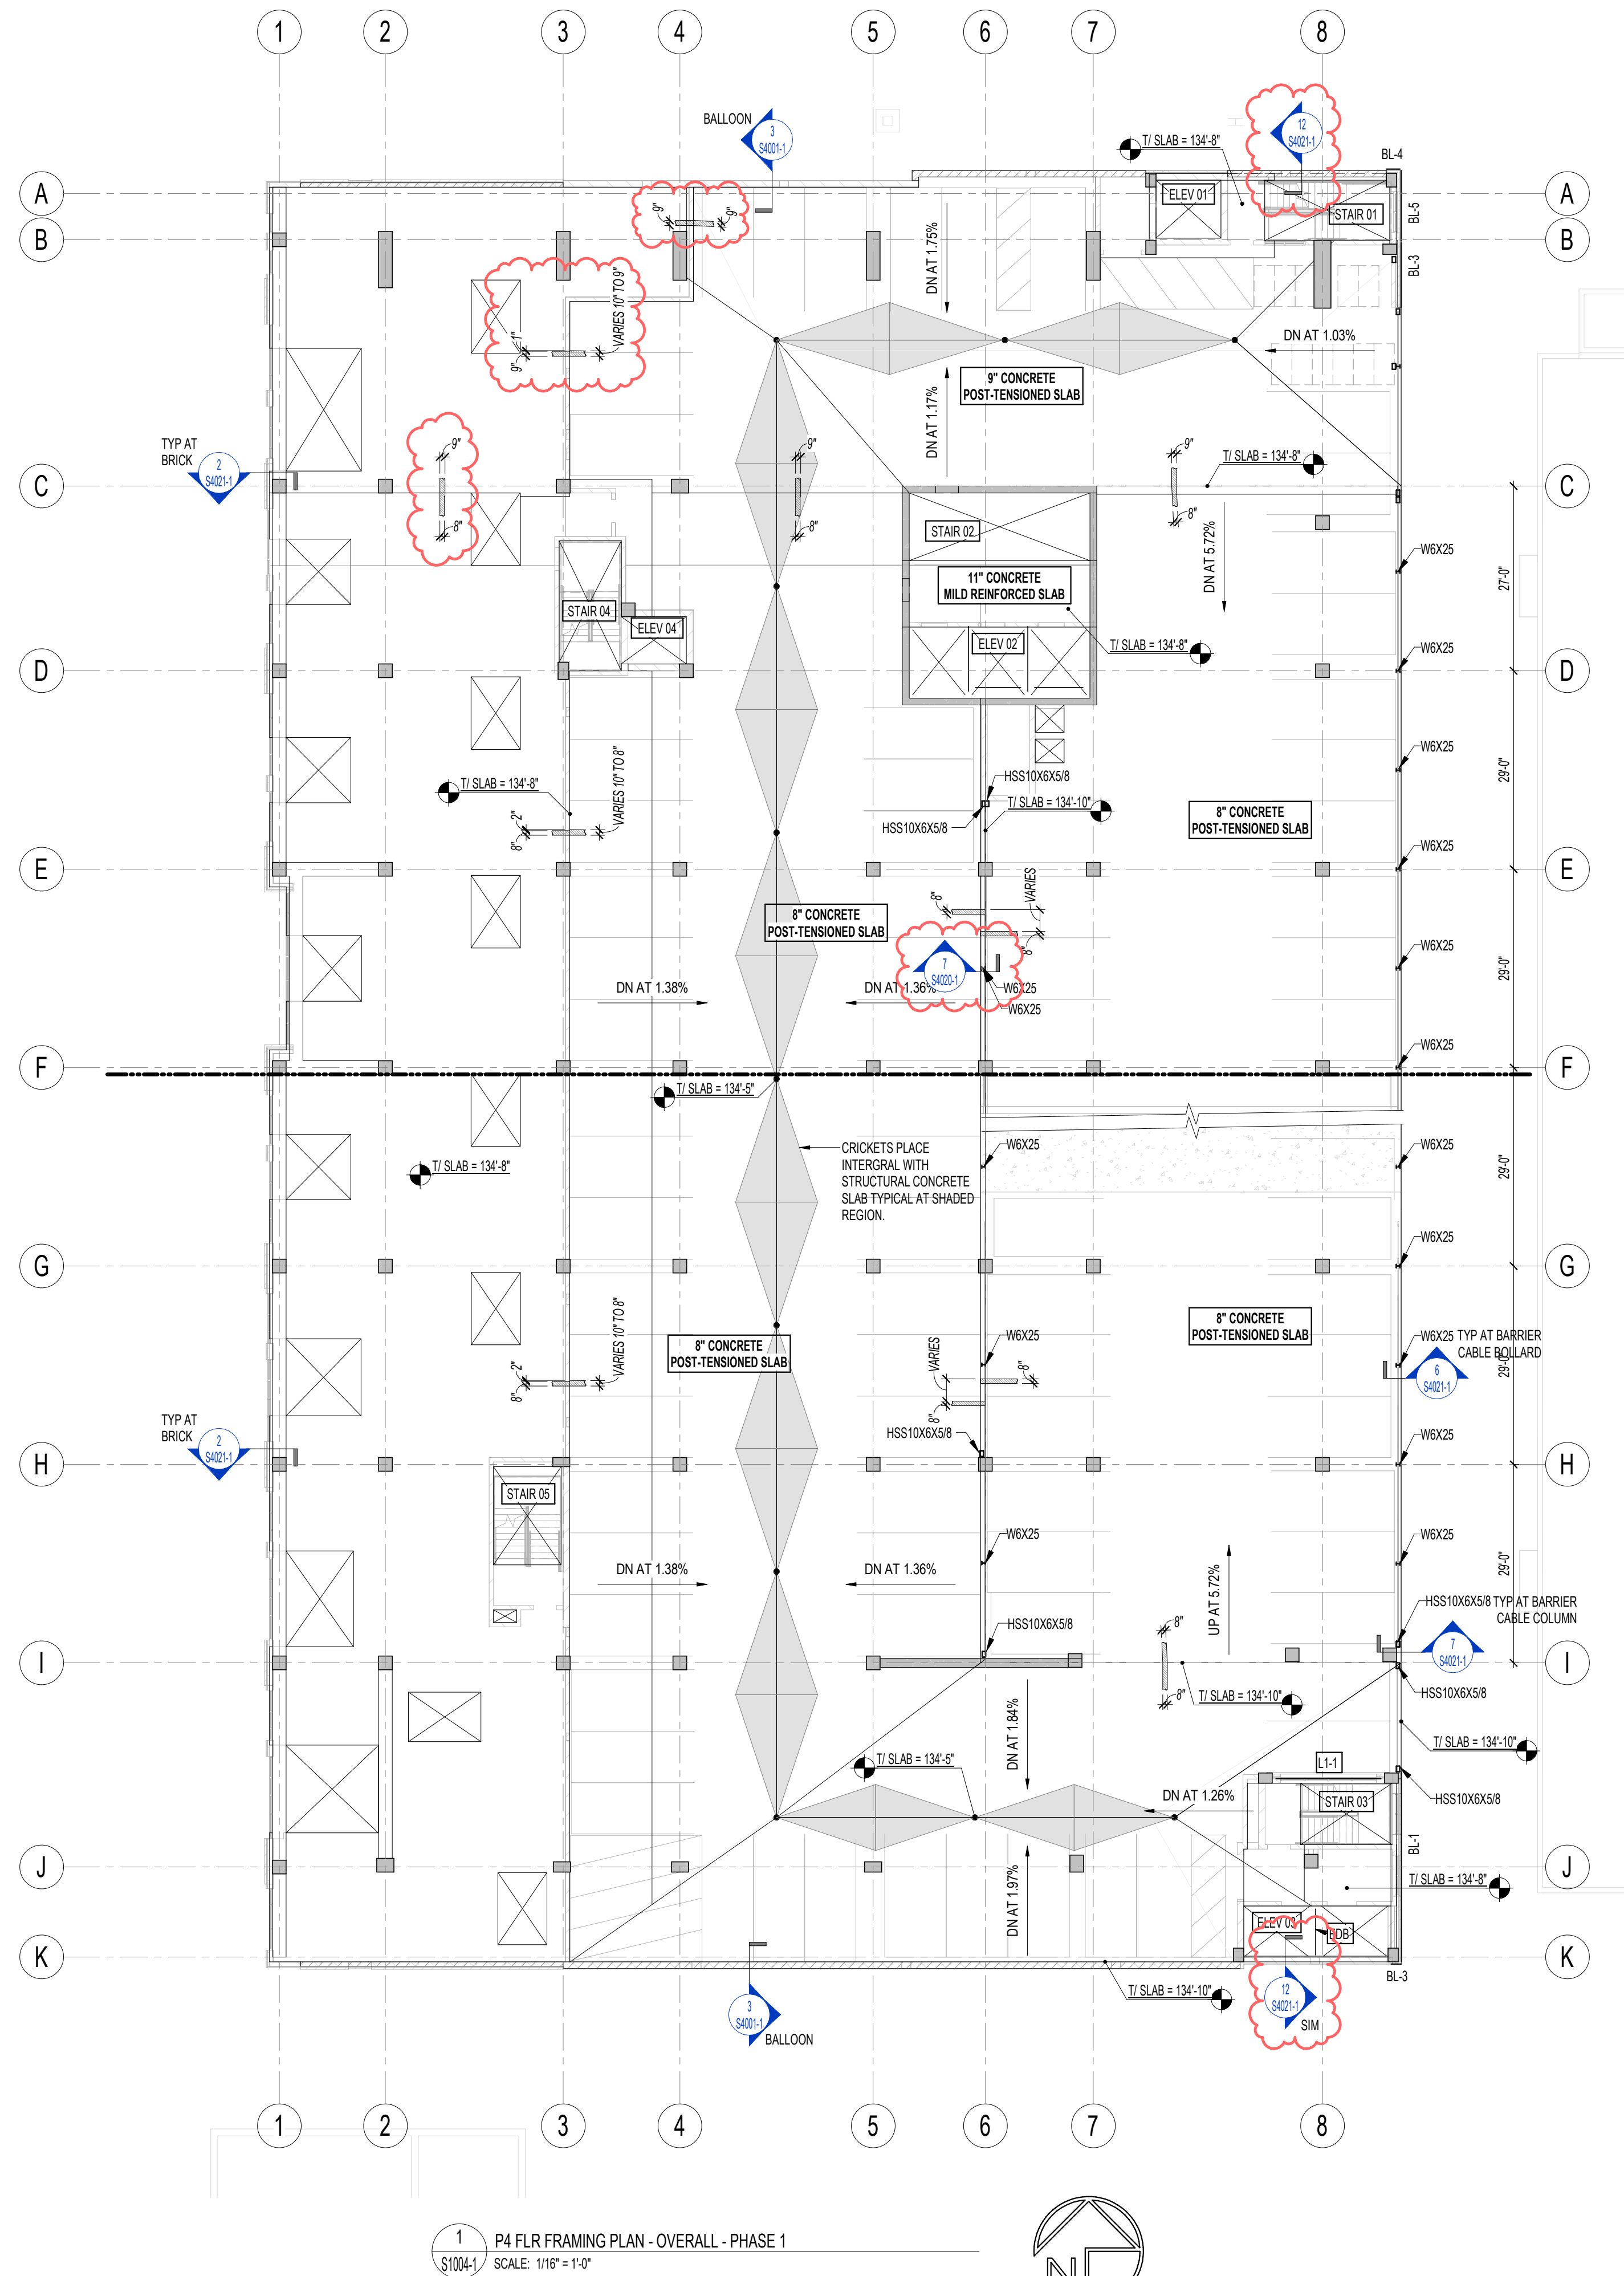 1 2 3 4 5 6 7 8
BALLOON
3
S4001-1
12
S4021-1
T/ SLAB = 134'-8"
BL-4
A
ELEV 01
A
9"
9"
STAIR 01
BL-5
B
B
DN AT 1.75%
BL-3
VARIES 10" TO 9"
1"
9"
DN AT 1.03%
9" CONCRETE
POST-TENSIONED SLAB
DN AT 1.17%
TYP AT
BRICK
2
S4021-1
9"
9"
9"
T/ SLAB = 134'-8"
C
C
8"
8"
8"
STAIR 02
DN AT 5.72%
W6X25
27'-0"
11" CONCRETE
MILD REINFORCED SLAB
STAIR 04
ELEV 04
ELEV 02
T/ SLAB = 134'-8"
W6X25
D
D
W6X25
29'-0"
T/ SLAB = 134'-8"
VARIES 10" TO 8"
2"
8"
HSS10X6X5/8
T/ SLAB = 134'-10"
HSS10X6X5/8
8" CONCRETE
POST-TENSIONED SLAB
W6X25
E
E
8"
VARIES
8" CONCRETE
POST-TENSIONED SLAB
8"
7
S4020-1
W6X25
29'-0"
DN AT 1.38%
DN AT 1.36%
W6X25
W6X25
W6X25
F
F
T/ SLAB = 134'-5"
CRICKETS PLACE
INTERGRAL WITH
STRUCTURAL CONCRETE
SLAB TYPICAL AT SHADED
REGION.
W6X25
W6X25
29'-0"
T/ SLAB = 134'-8"
W6X25
G
G
8" CONCRETE
POST-TENSIONED SLAB
8" CONCRETE
POST-TENSIONED SLAB
VARIES 10" TO 8"
2"
8"
W6X25
VARIES
8"
8"
W6X25
TYP AT BARRIER
CABLE BOLLARD
29'-0"
6
S4021-1
TYP AT
BRICK
2
S4021-1
HSS10X6X5/8
W6X25
H
H
STAIR 05
W6X25
W6X25
29'-0"
DN AT 1.38%
DN AT 1.36%
UP AT 5.72%
HSS10X6X5/8
TYP AT BARRIER
CABLE COLUMN
HSS10X6X5/8
8"
7
S4021-1
I
I
8"
T/ SLAB = 134'-10"
HSS10X6X5/8
DN AT 1.84%
T/ SLAB = 134'-10"
T/ SLAB = 134'-5"
L1-1
DN AT 1.26%
STAIR 03
HSS10X6X5/8
BL-1
J
J
DN AT 1.97%
T/ SLAB = 134'-8"
ELEV 03
K
K
BL-3
T/ SLAB = 134'-10"
12
S4021-1
SIM
3
S4001-1
BALLOON
1 2 3 4 5 6 7 8
1
S1004-1
P4 FLR FRAMING PLAN - OVERALL - PHASE 1
SCALE: 1/16" = 1'-0"
N